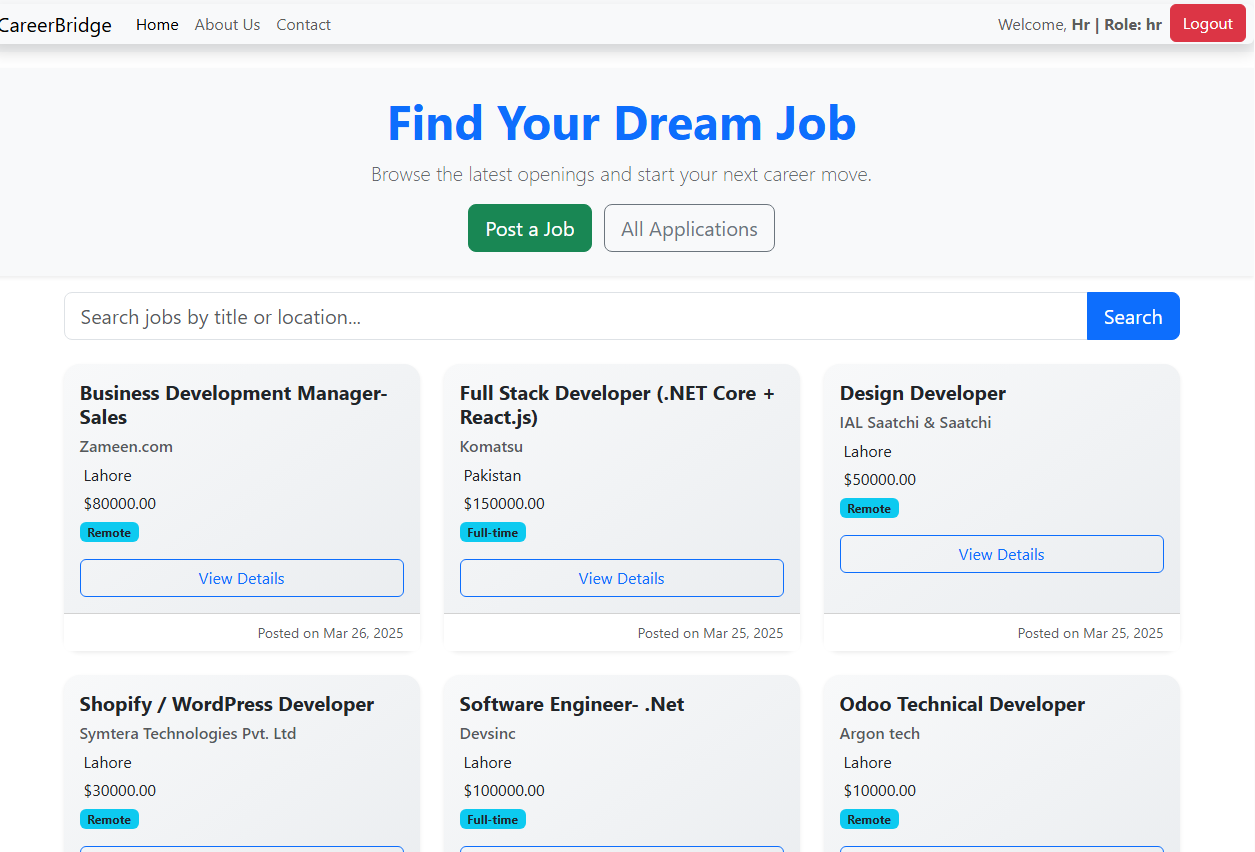 CareerBridge Home About Us Contact Welcome, Hr | Role: hr Logout
Find Your Dream Job
Browse the latest openings and start your next career move.
Post a Job All Applications
Search jobs by title or location... Search
Business Development Manager-
Sales
Zameen.com
Lahore
$80000.00
Remote
View Details
Posted on Mar 26, 2025
Full Stack Developer (.NET Core +
React.js)
Komatsu
Pakistan
$150000.00
Full-time
View Details
Posted on Mar 25, 2025
Design Developer
IAL Saatchi & Saatchi
Lahore
$50000.00
Remote
View Details
Posted on Mar 25, 2025
Shopify / WordPress Developer
Symtera Technologies Pvt. Ltd
Lahore
$30000.00
Remote
Software Engineer- .Net
Devsinc
Lahore
$100000.00
Full-time
Odoo Technical Developer
Argon tech
Lahore
$10000.00
Remote